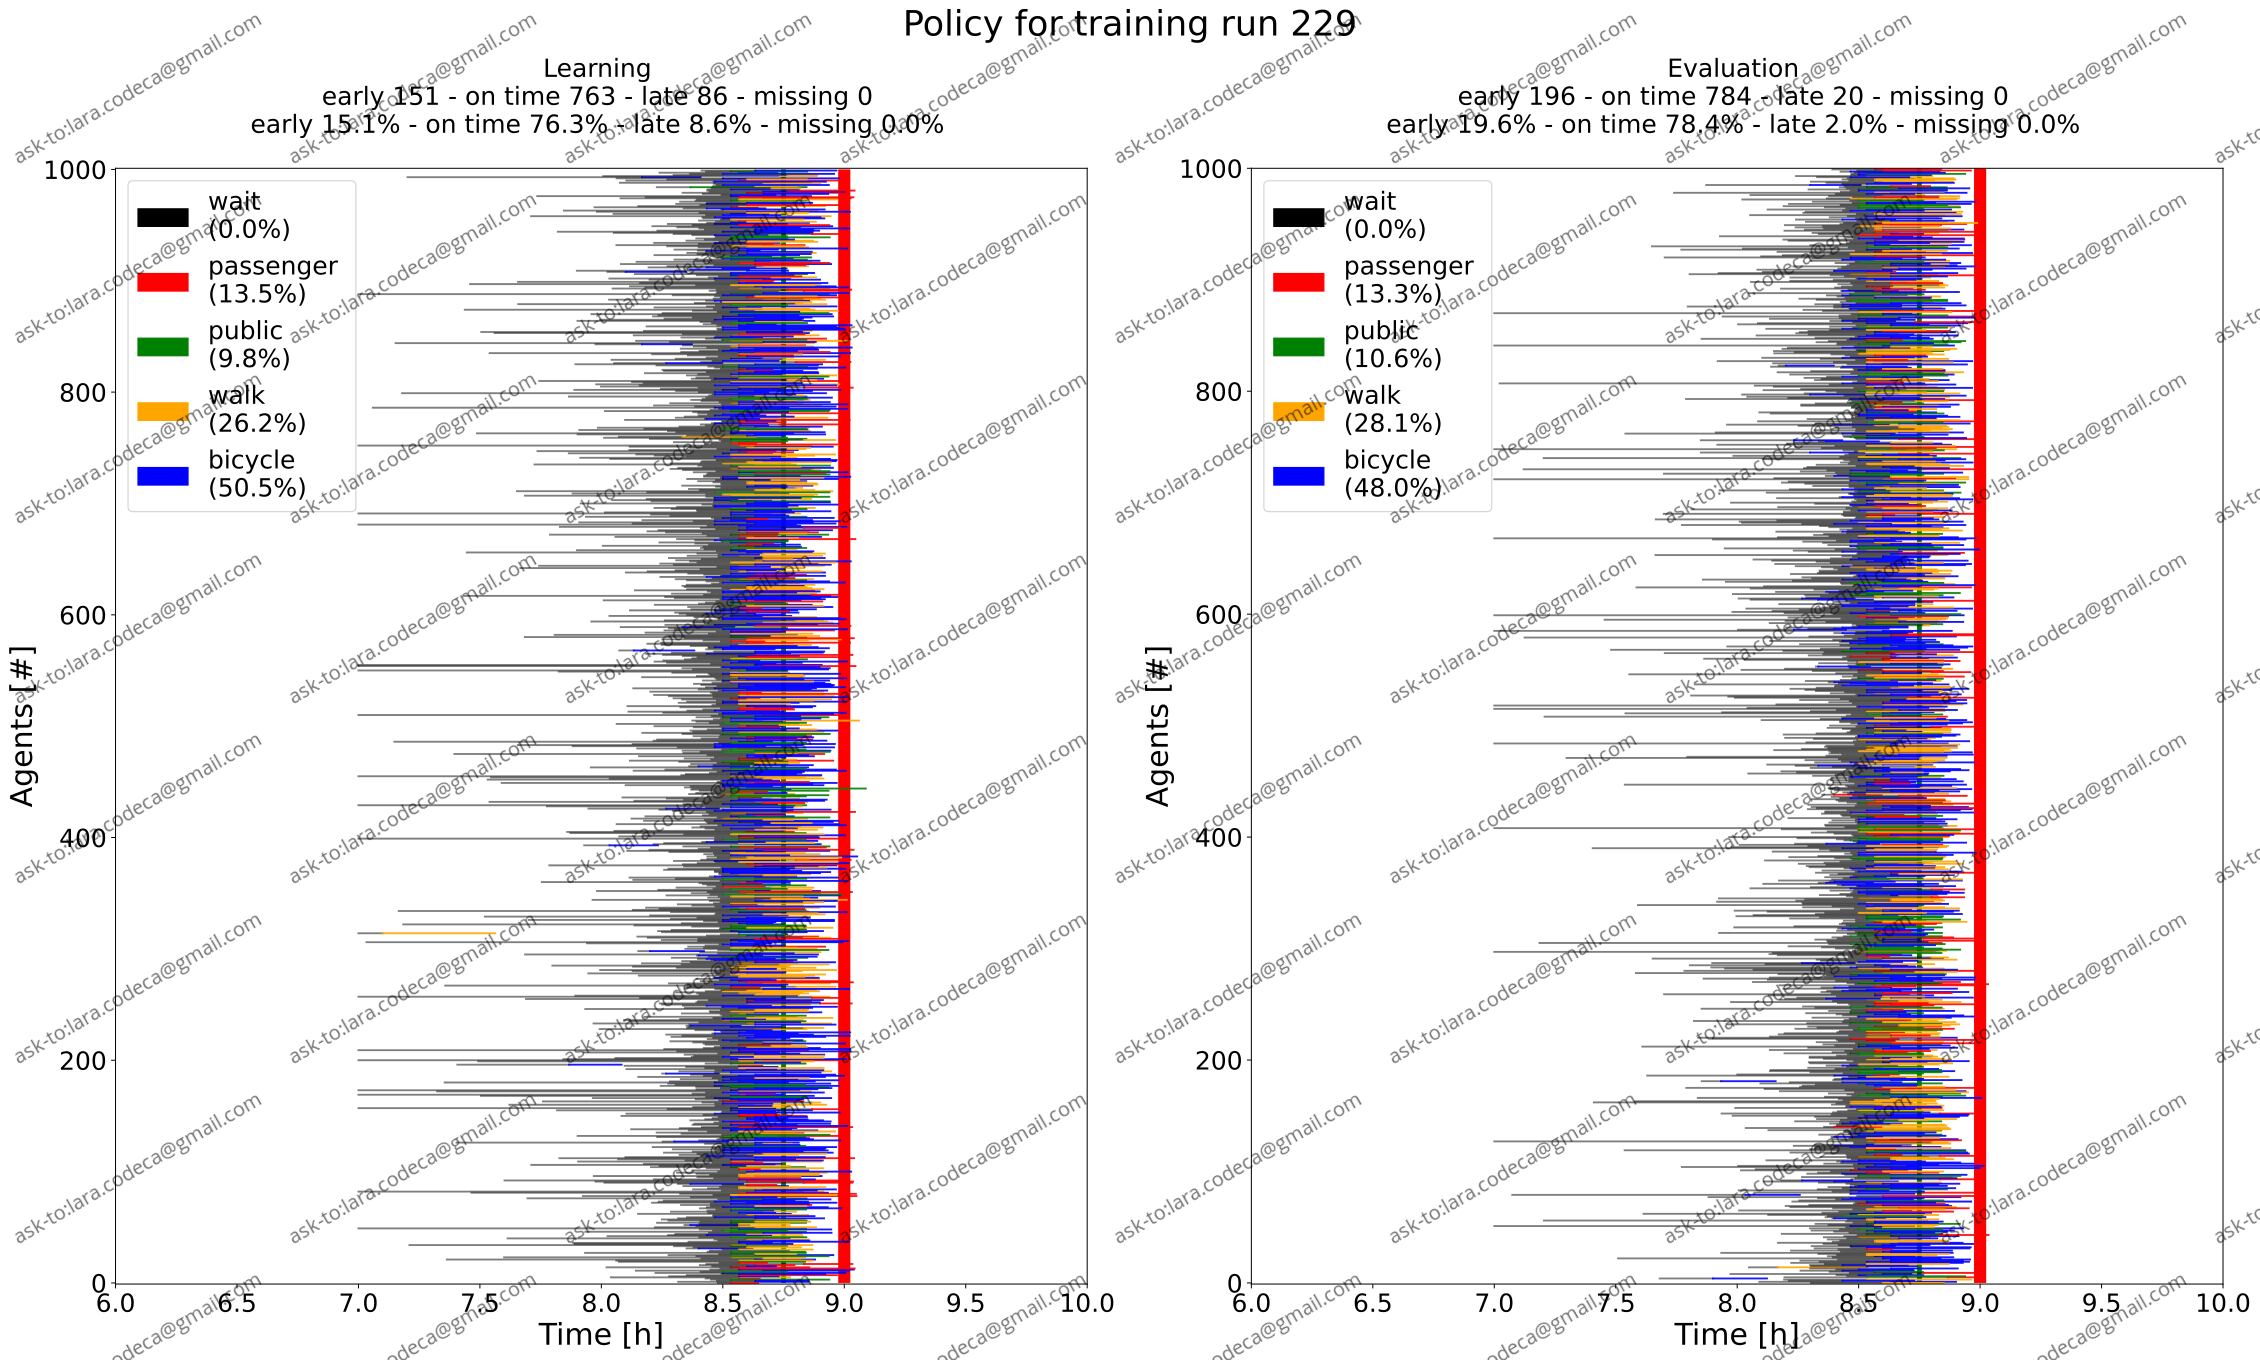 Policy for training run 229
Learning
early 151 - on time 763 - late 86 - missing 0
early 15.1% - on time 76.3% - late 8.6% - missing 0.0%
wait
(0.0%)
passenger
(13.5%)
public
(9.8%)
walk
(26.2%)
bicycle
(50.5%)
1000
800
600
400
200
0
Agents [#]
6.0 6.5 7.0 7.5 8.0 8.5 9.0 9.5 10.0
Time [h]
Evaluation
early 196 - on time 784 - late 20 - missing 0
early 19.6% - on time 78.4% - late 2.0% - missing 0.0%
wait
(0.0%)
passenger
(13.3%)
public
(10.6%)
walk
(28.1%)
bicycle
(48.0%)
1000
800
600
400
200
0
Agents [#]
6.0 6.5 7.0 7.5 8.0 8.5 9.0 9.5 10.0
Time [h]
ask-to:lara.codeca@gmail.com